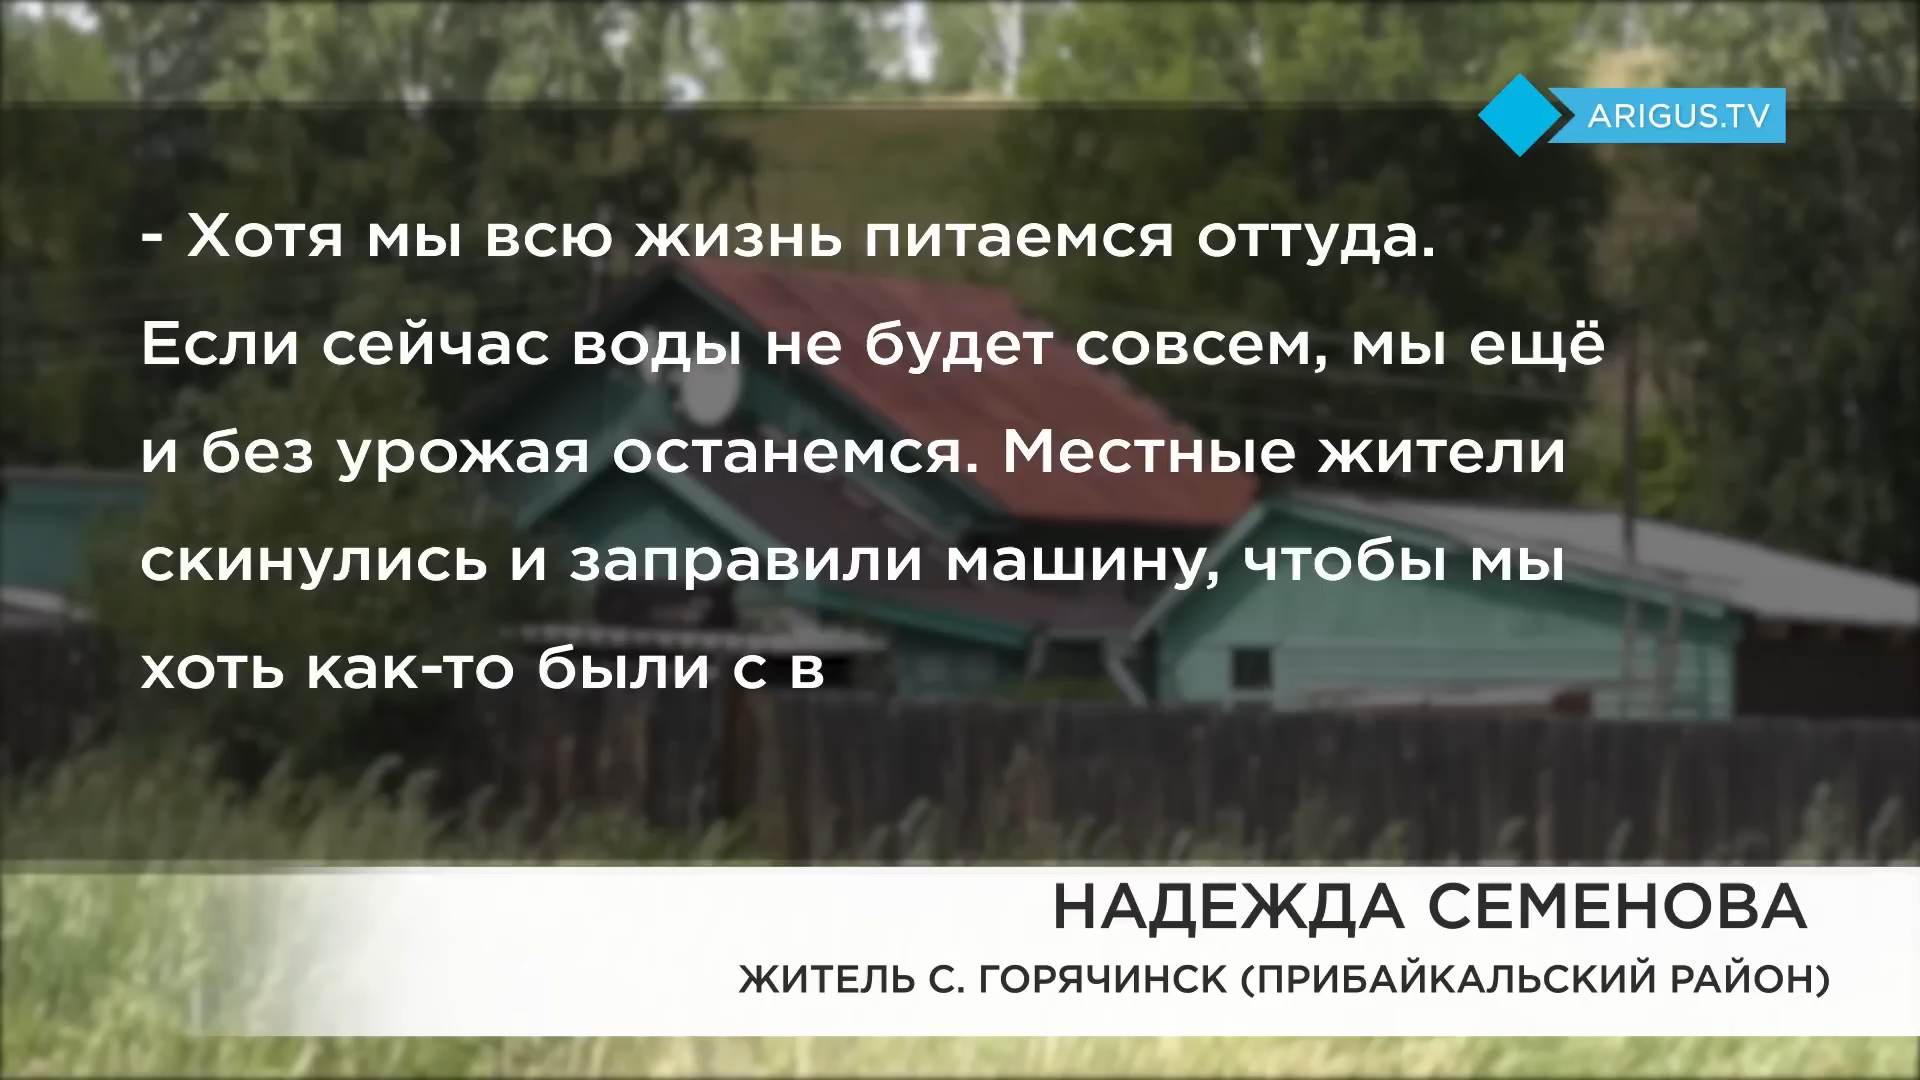 ARIGUS.TV
- Хотя мы всю жизнь питаемся оттуда.
Если сейчас воды не будет совсем, мы ещё
и без урожая останемся. Местные жители
скинулись и заправили машину, чтобы мы
хоть как-то были с в
НАДЕЖДА СЕМЕНОВА
ЖИТЕЛЬ С. ГОРЯЧИНСК (ПРИБАЙКАЛЬСКИЙ РАЙОН)